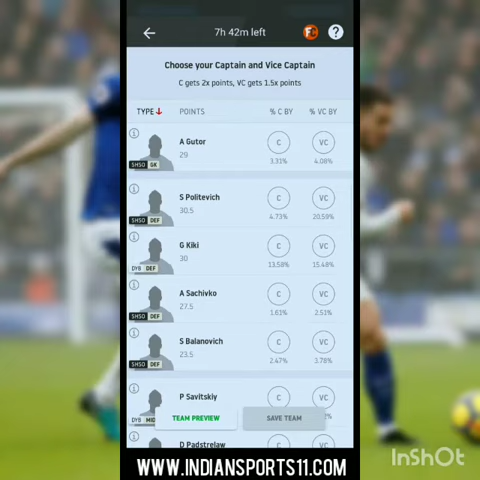 7h 42m left
FC
?
Choose your Captain and Vice Captain
C gets 2x points, VC gets 1.5x points
TYPE POINTS % C BY % VC BY
i
A Gutor C VC
29 3.31% 4.08%
SHSO GK
i
S Politevich C VC
30.5 4.73% 20.59%
SHSO DEF
i
G Kiki C VC
30 13.58% 15.48%
DYB DEF
i
A Sachivko C VC
27.5 1.61% 2.51%
SHSO DEF
i
S Balanovich C VC
23.5 2.47% 3.78%
SHSO DEF
i
P Savitskiy C VC
DYB MID
TEAM PREVIEW SAVE TEAM
i
D Padstrelaw
WWW.INDIANSPORTS11.COM
InShOt